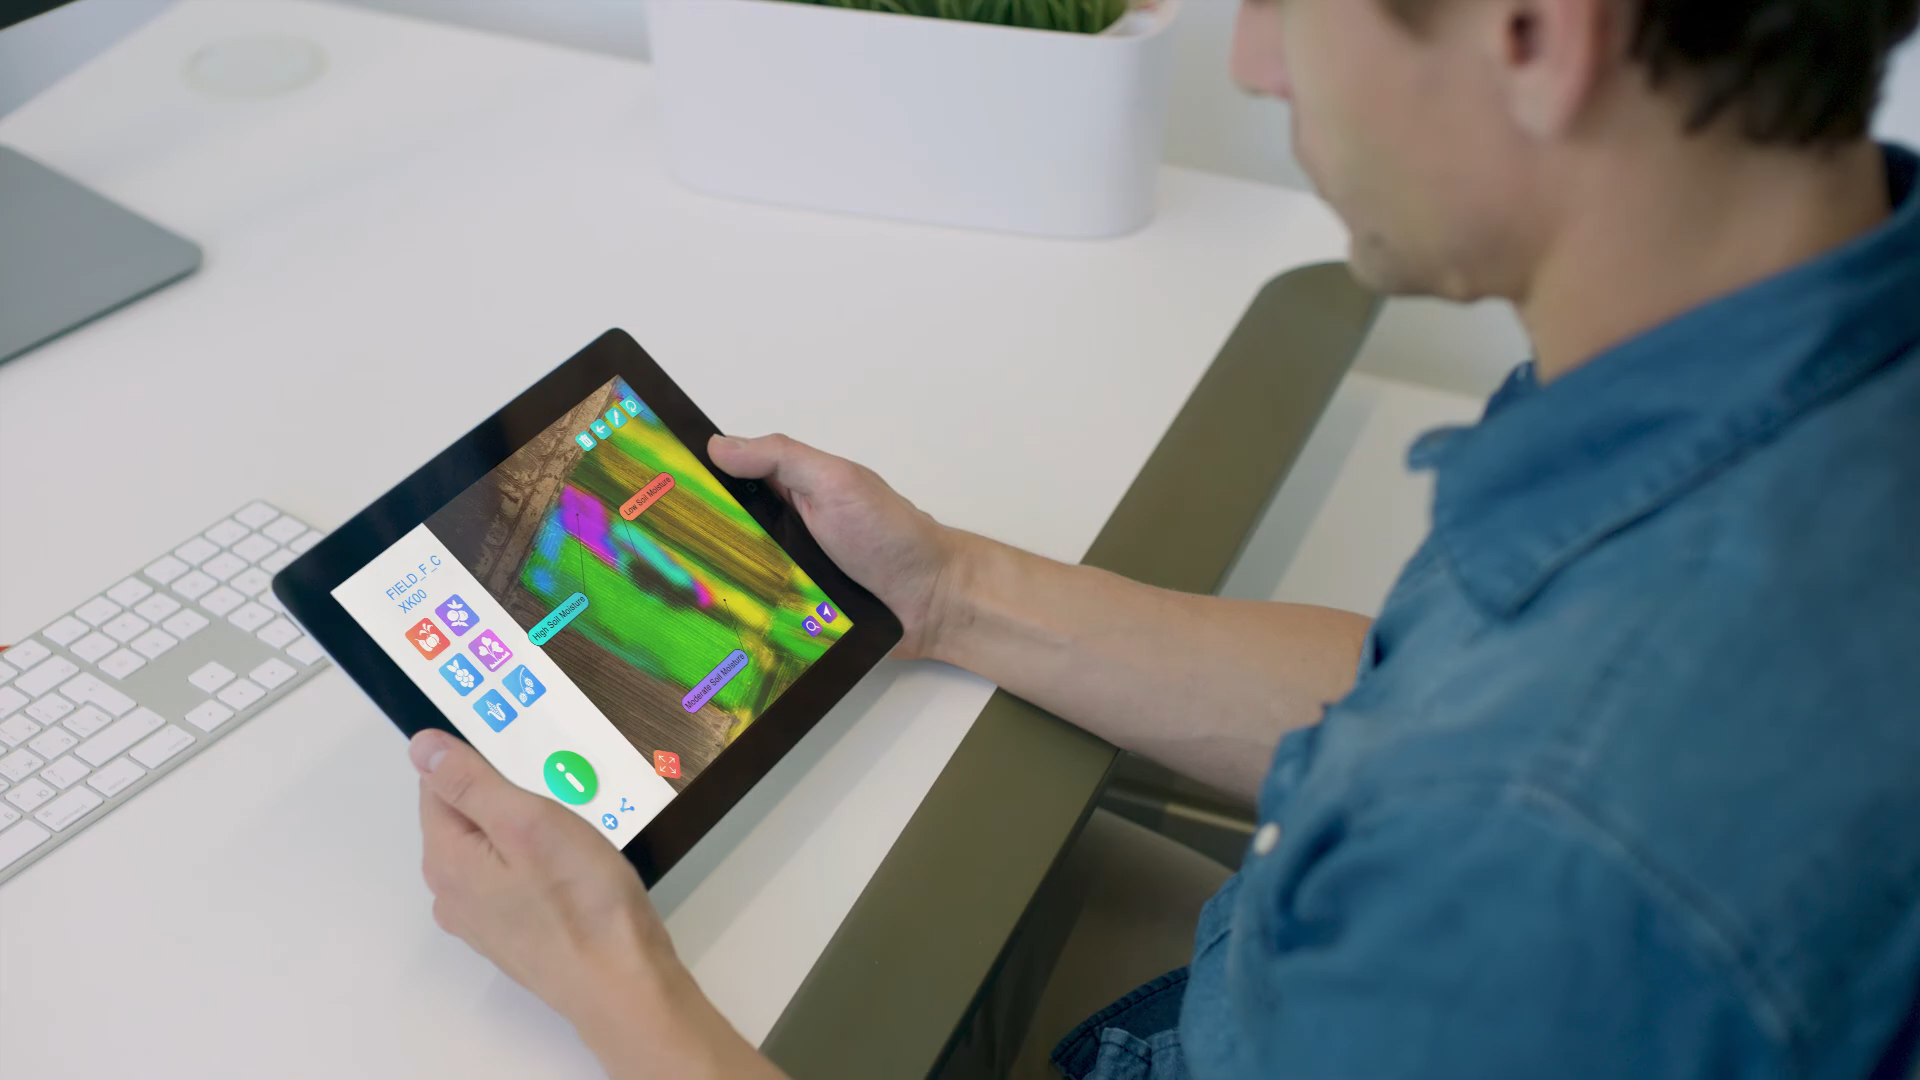 FIELD_F_C
XK00
Low Soil Moisture
High Soil Moisture
Moderate Soil Moisture